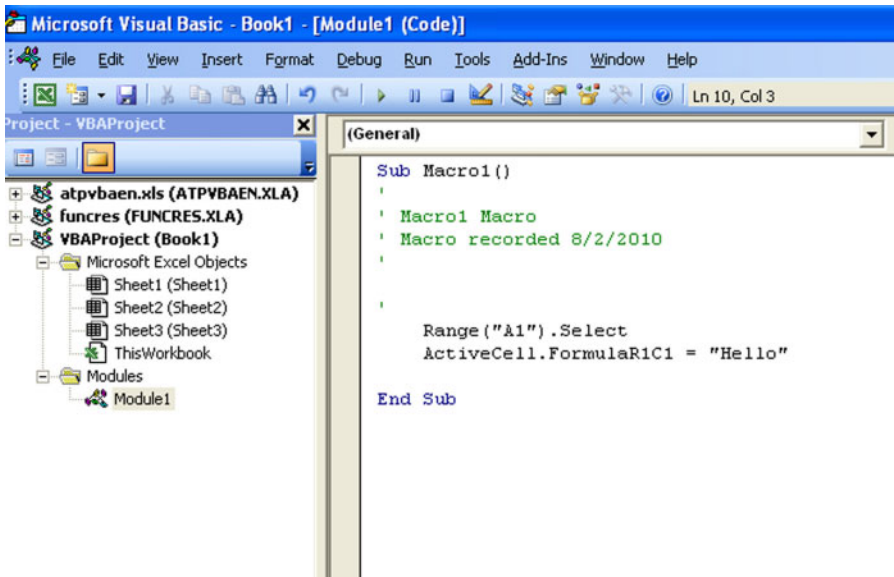 Microsoft Visual Basic - Book1 - [Module1 (Code)]
File Edit View Insert Format Debug Run Tools Add-Ins Window Help
Ln 10, Col 3
Project - VBAProject
(General)
atpvbaen.xls (ATPVBAEN.XLA)
funcres (FUNCRES.XLA)
VBAProject (Book1)
Microsoft Excel Objects
Sheet1 (Sheet1)
Sheet2 (Sheet2)
Sheet3 (Sheet3)
ThisWorkbook
Modules
Module1
Sub Macro1()
'
' Macro1 Macro
' Macro recorded 8/2/2010
'
'
Range("A1").Select
ActiveCell.FormulaR1C1 = "Hello"
End Sub